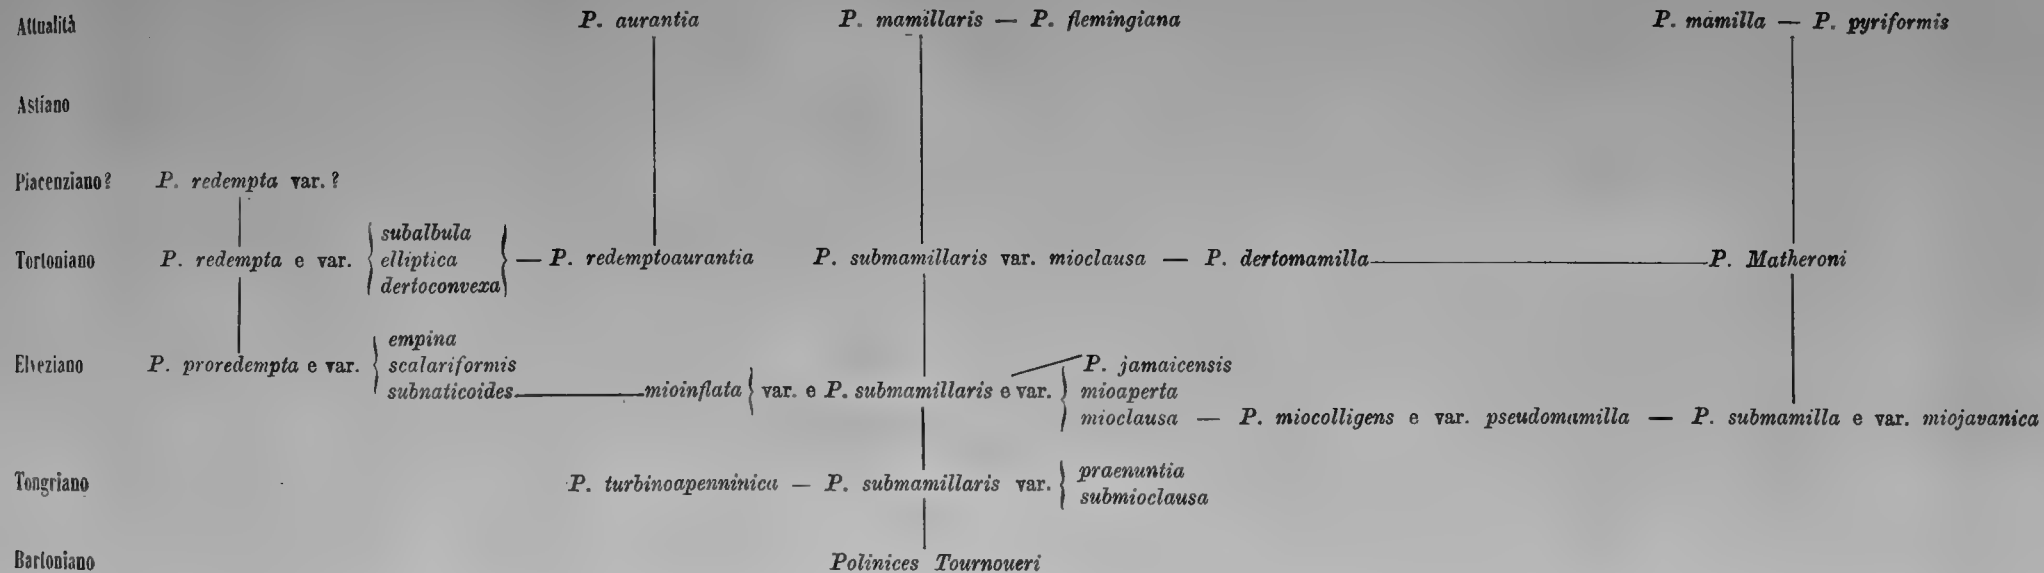 Attualità P. aurantia P. mamillaris — P. flemingiana P. mamilla — P. pyriformis
Astiano
Piacenziano? P. redempta var. ?
subalbula
Tortoniano P. redempta e var. elliptica — P. redemptoaurantia P. submamillaris var. mioclausa — P. dertomamilla — P. Matheroni
dertoconvexa
empina
Elveziano P. proredempta e var. scalariformis P. jamaicensis
subnaticoides — mioinflata var. e P. submamillaris e var. mioaperta
mioclausa — P. miocolligens e var. pseudomamilla — P. submamilla e var. miojavanica
praenuntia
Tongriano P. turbinoapenninica — P. submamillaris var.
submioclausa
Bartoniano Polinices Tournoueri